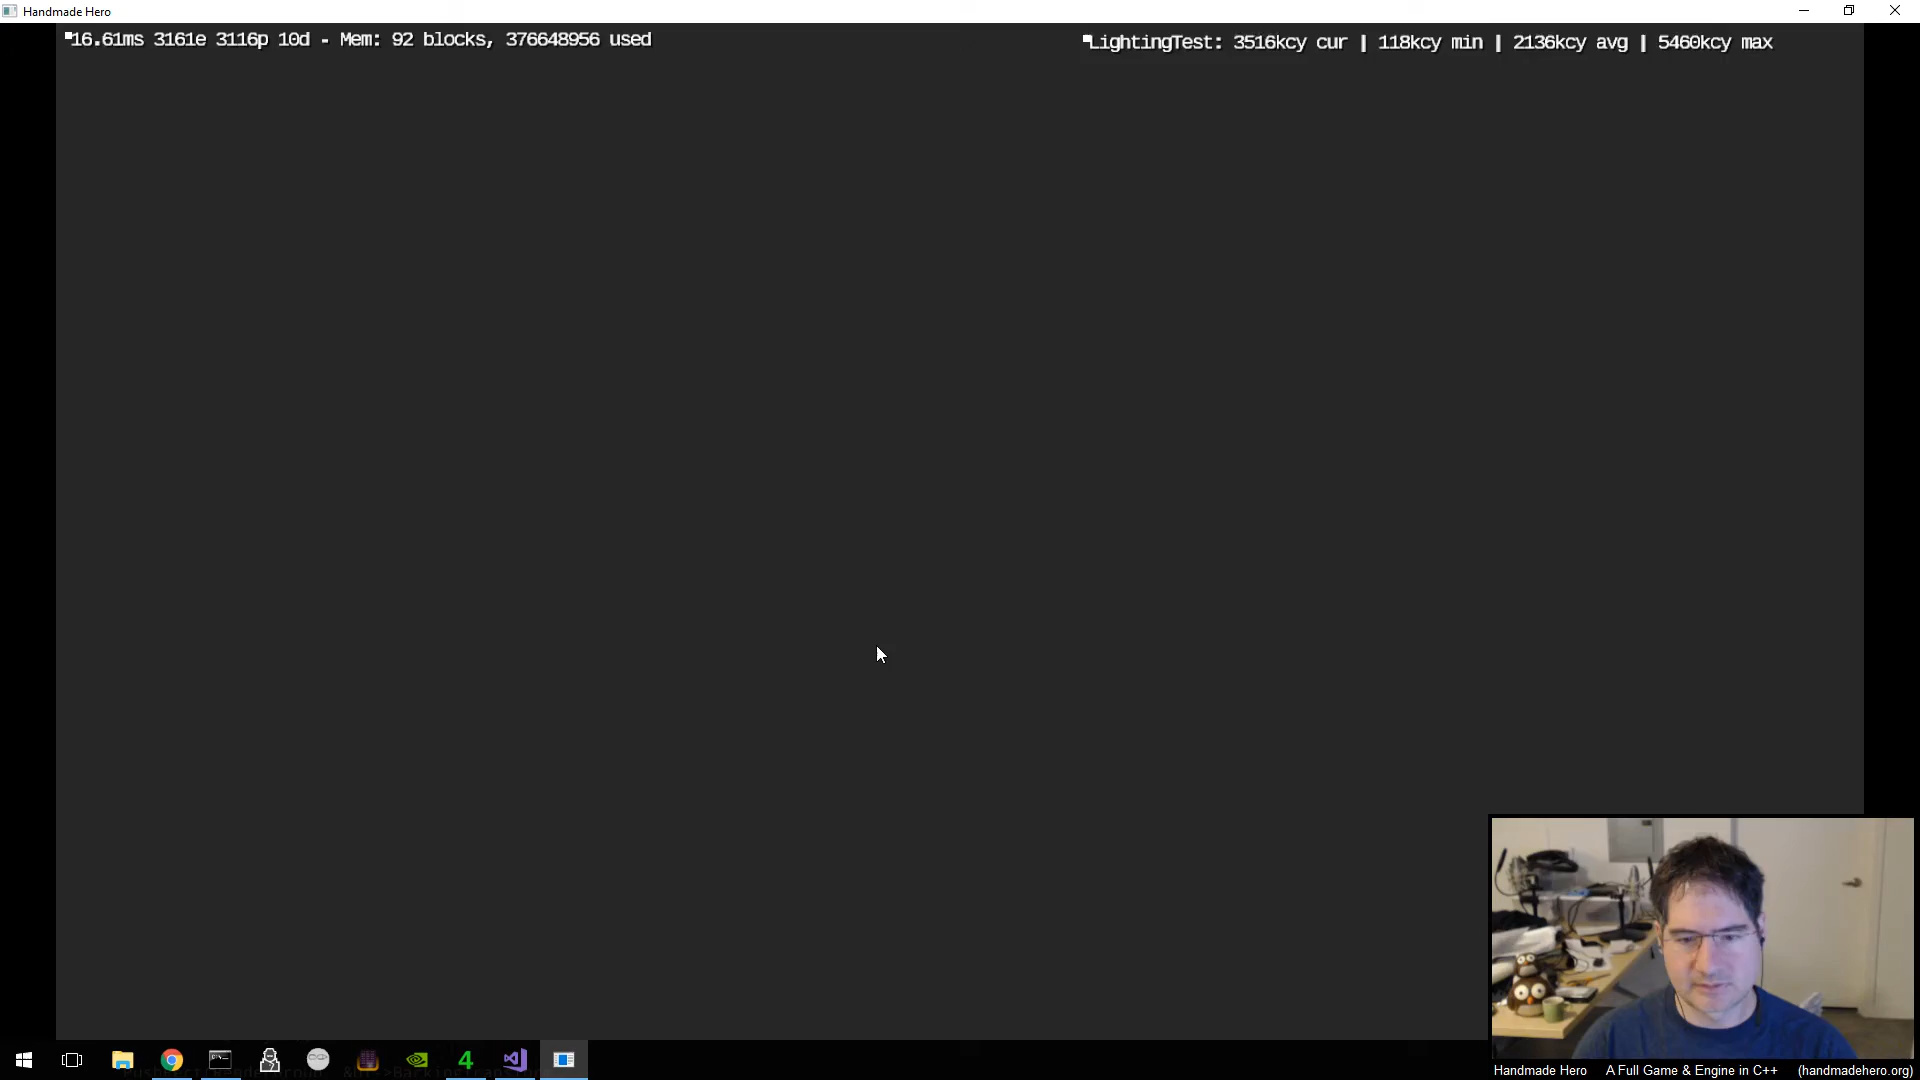 Handmade Hero
16.61ms 3161e 3116p 10d - Mem: 92 blocks, 376648956 used
LightingTest: 3516kcy cur | 118kcy min | 2136kcy avg | 5460kcy max
4
Handmade Hero A Full Game & Engine in C++ (handmadehero.org)